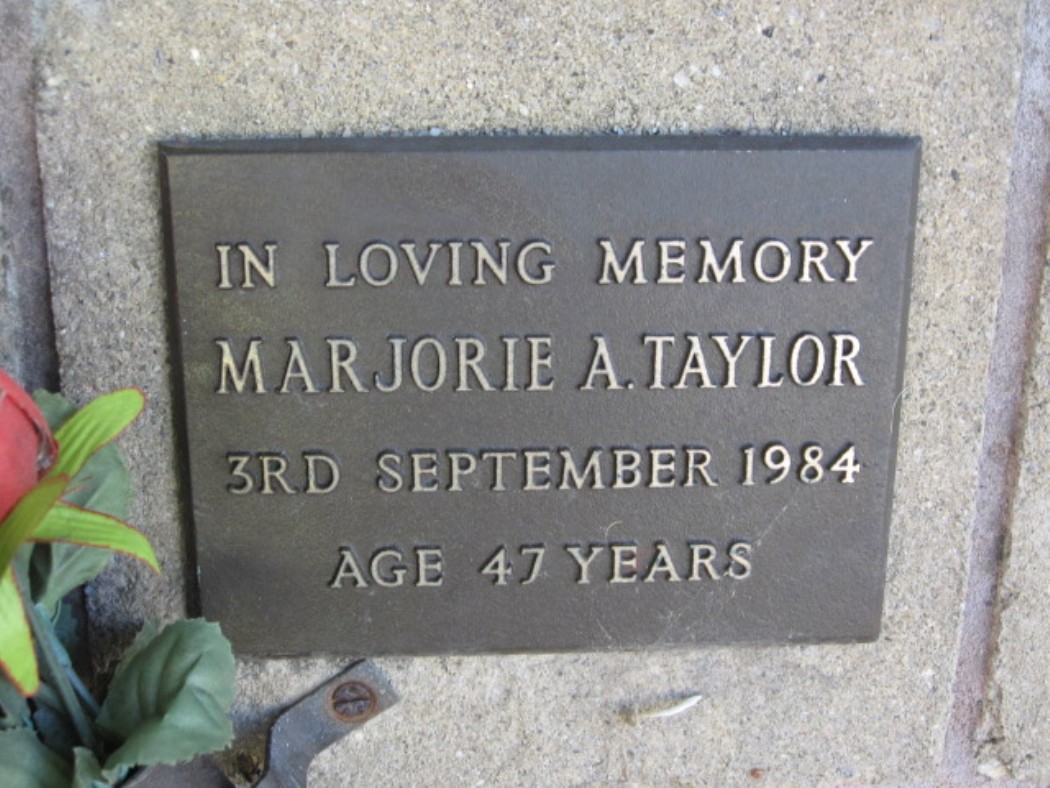 IN LOVING MEMORY
MARJORIE A. TAYLOR
3RD SEPTEMBER 1984
AGE 47 YEARS